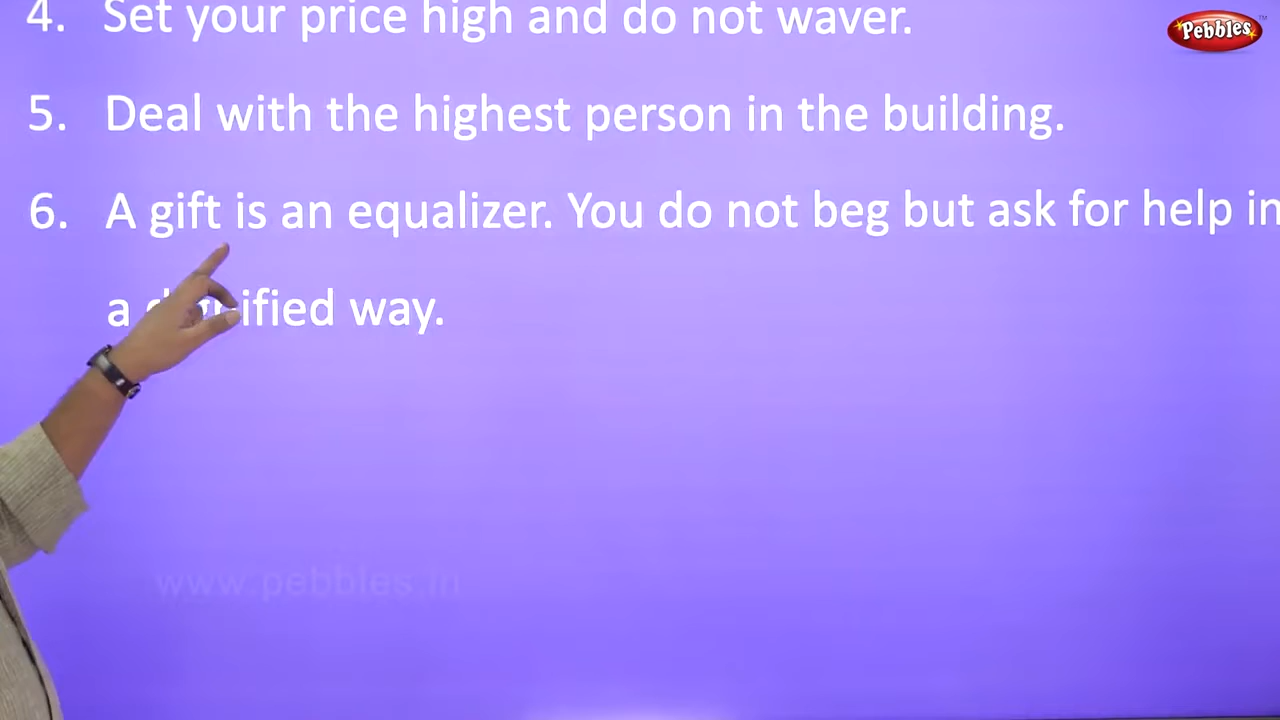 4. Set your price high and do not waver.
Pebbles TM
5. Deal with the highest person in the building.
6. A gift is an equalizer. You do not beg but ask for help in
a dignified way.
www.pebbles.in